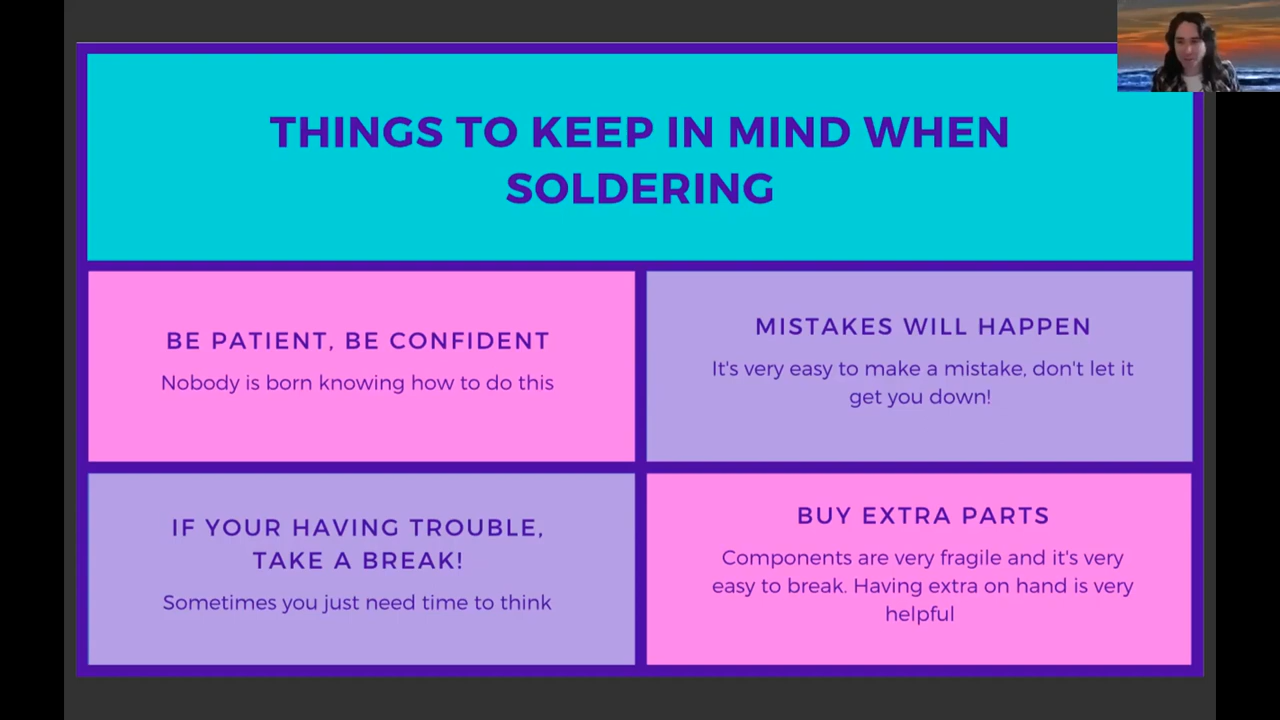 THINGS TO KEEP IN MIND WHEN
SOLDERING
BE PATIENT, BE CONFIDENT
Nobody is born knowing how to do this
MISTAKES WILL HAPPEN
It's very easy to make a mistake, don't let it
get you down!
IF YOUR HAVING TROUBLE,
TAKE A BREAK!
Sometimes you just need time to think
BUY EXTRA PARTS
Components are very fragile and it's very
easy to break. Having extra on hand is very
helpful